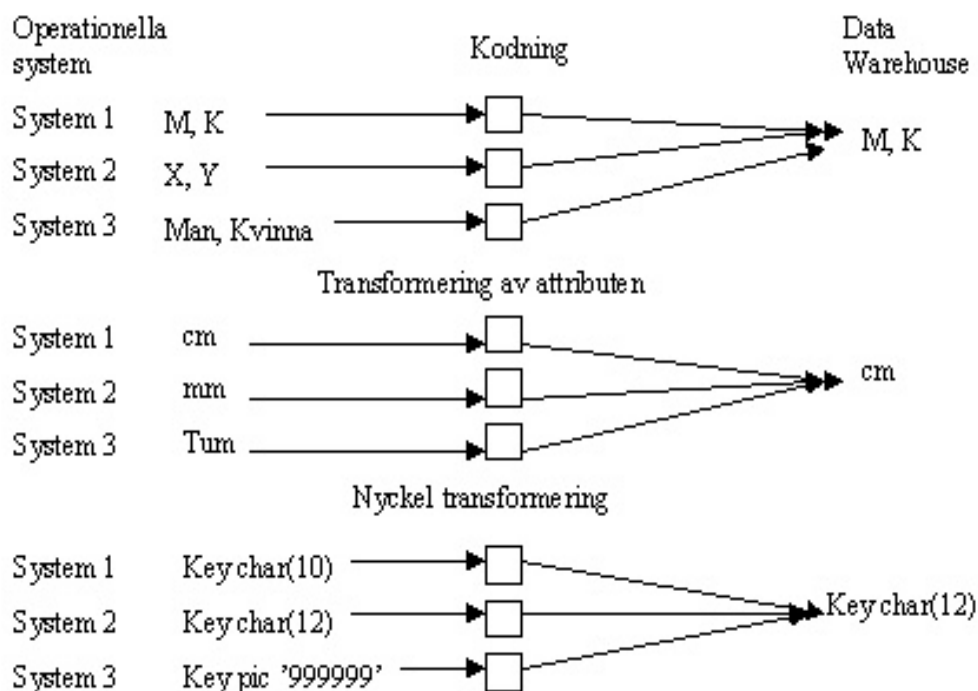 Operationella
system
Kodning
Data
Warehouse
System 1 M, K
System 2 X, Y
System 3 Man, Kvinna
M, K
Transformering av attributen
System 1 cm
System 2 mm
System 3 Tum
cm
Nyckel transformering
System 1 Key char(10)
System 2 Key char(12)
System 3 Key pic '999999'
Key char(12)